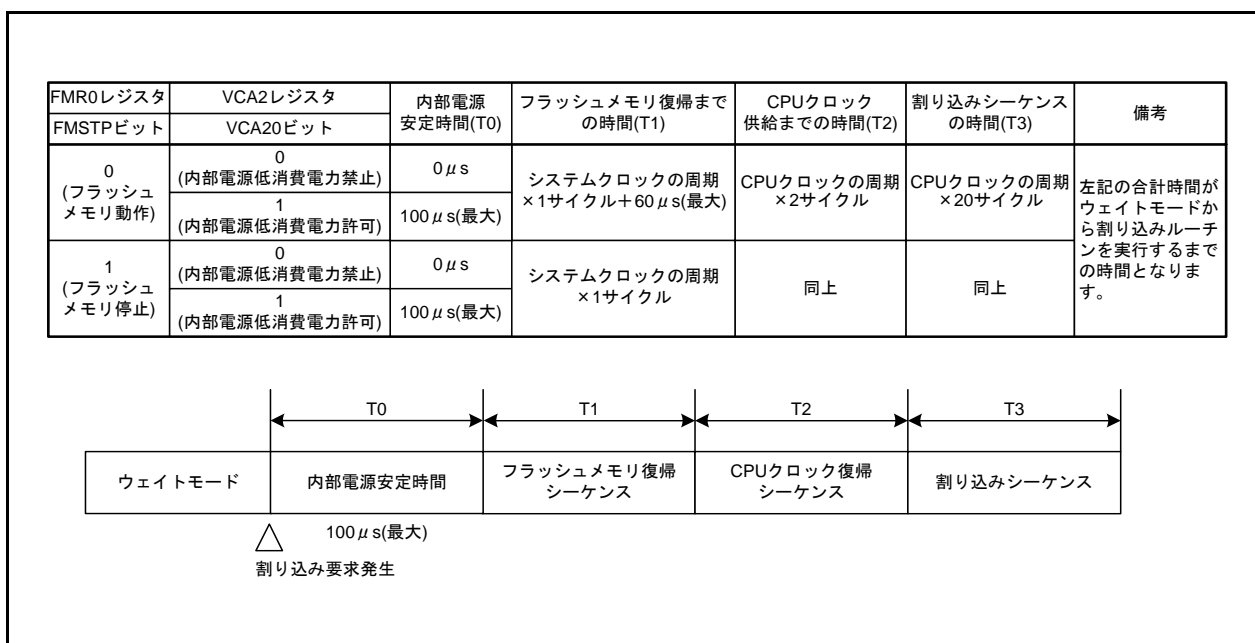 FMR0レジスタ
FMSTPビット
VCA2レジスタ
VCA20ビット
内部電源
安定時間(T0)
フラッシュメモリ復帰まで
の時間(T1)
CPUクロック
供給までの時間(T2)
割り込みシーケンス
の時間(T3)
備考
0
(フラッシュ
メモリ動作)
0
(内部電源低消費電力禁止)
0μs
1
(内部電源低消費電力許可)
100μs(最大)
システムクロックの周期
×1サイクル+60μs(最大)
CPUクロックの周期
×2サイクル
CPUクロックの周期
×20サイクル
左記の合計時間が
ウェイトモードか
ら割り込みルーチ
ンを実行するまで
の時間となりま
す。
1
(フラッシュ
メモリ停止)
0
(内部電源低消費電力禁止)
0μs
1
(内部電源低消費電力許可)
100μs(最大)
システムクロックの周期
×1サイクル
同上
同上
T0
T1
T2
T3
ウェイトモード
内部電源安定時間
フラッシュメモリ復帰
シーケンス
CPUクロック復帰
シーケンス
割り込みシーケンス
100μs(最大)
割り込み要求発生